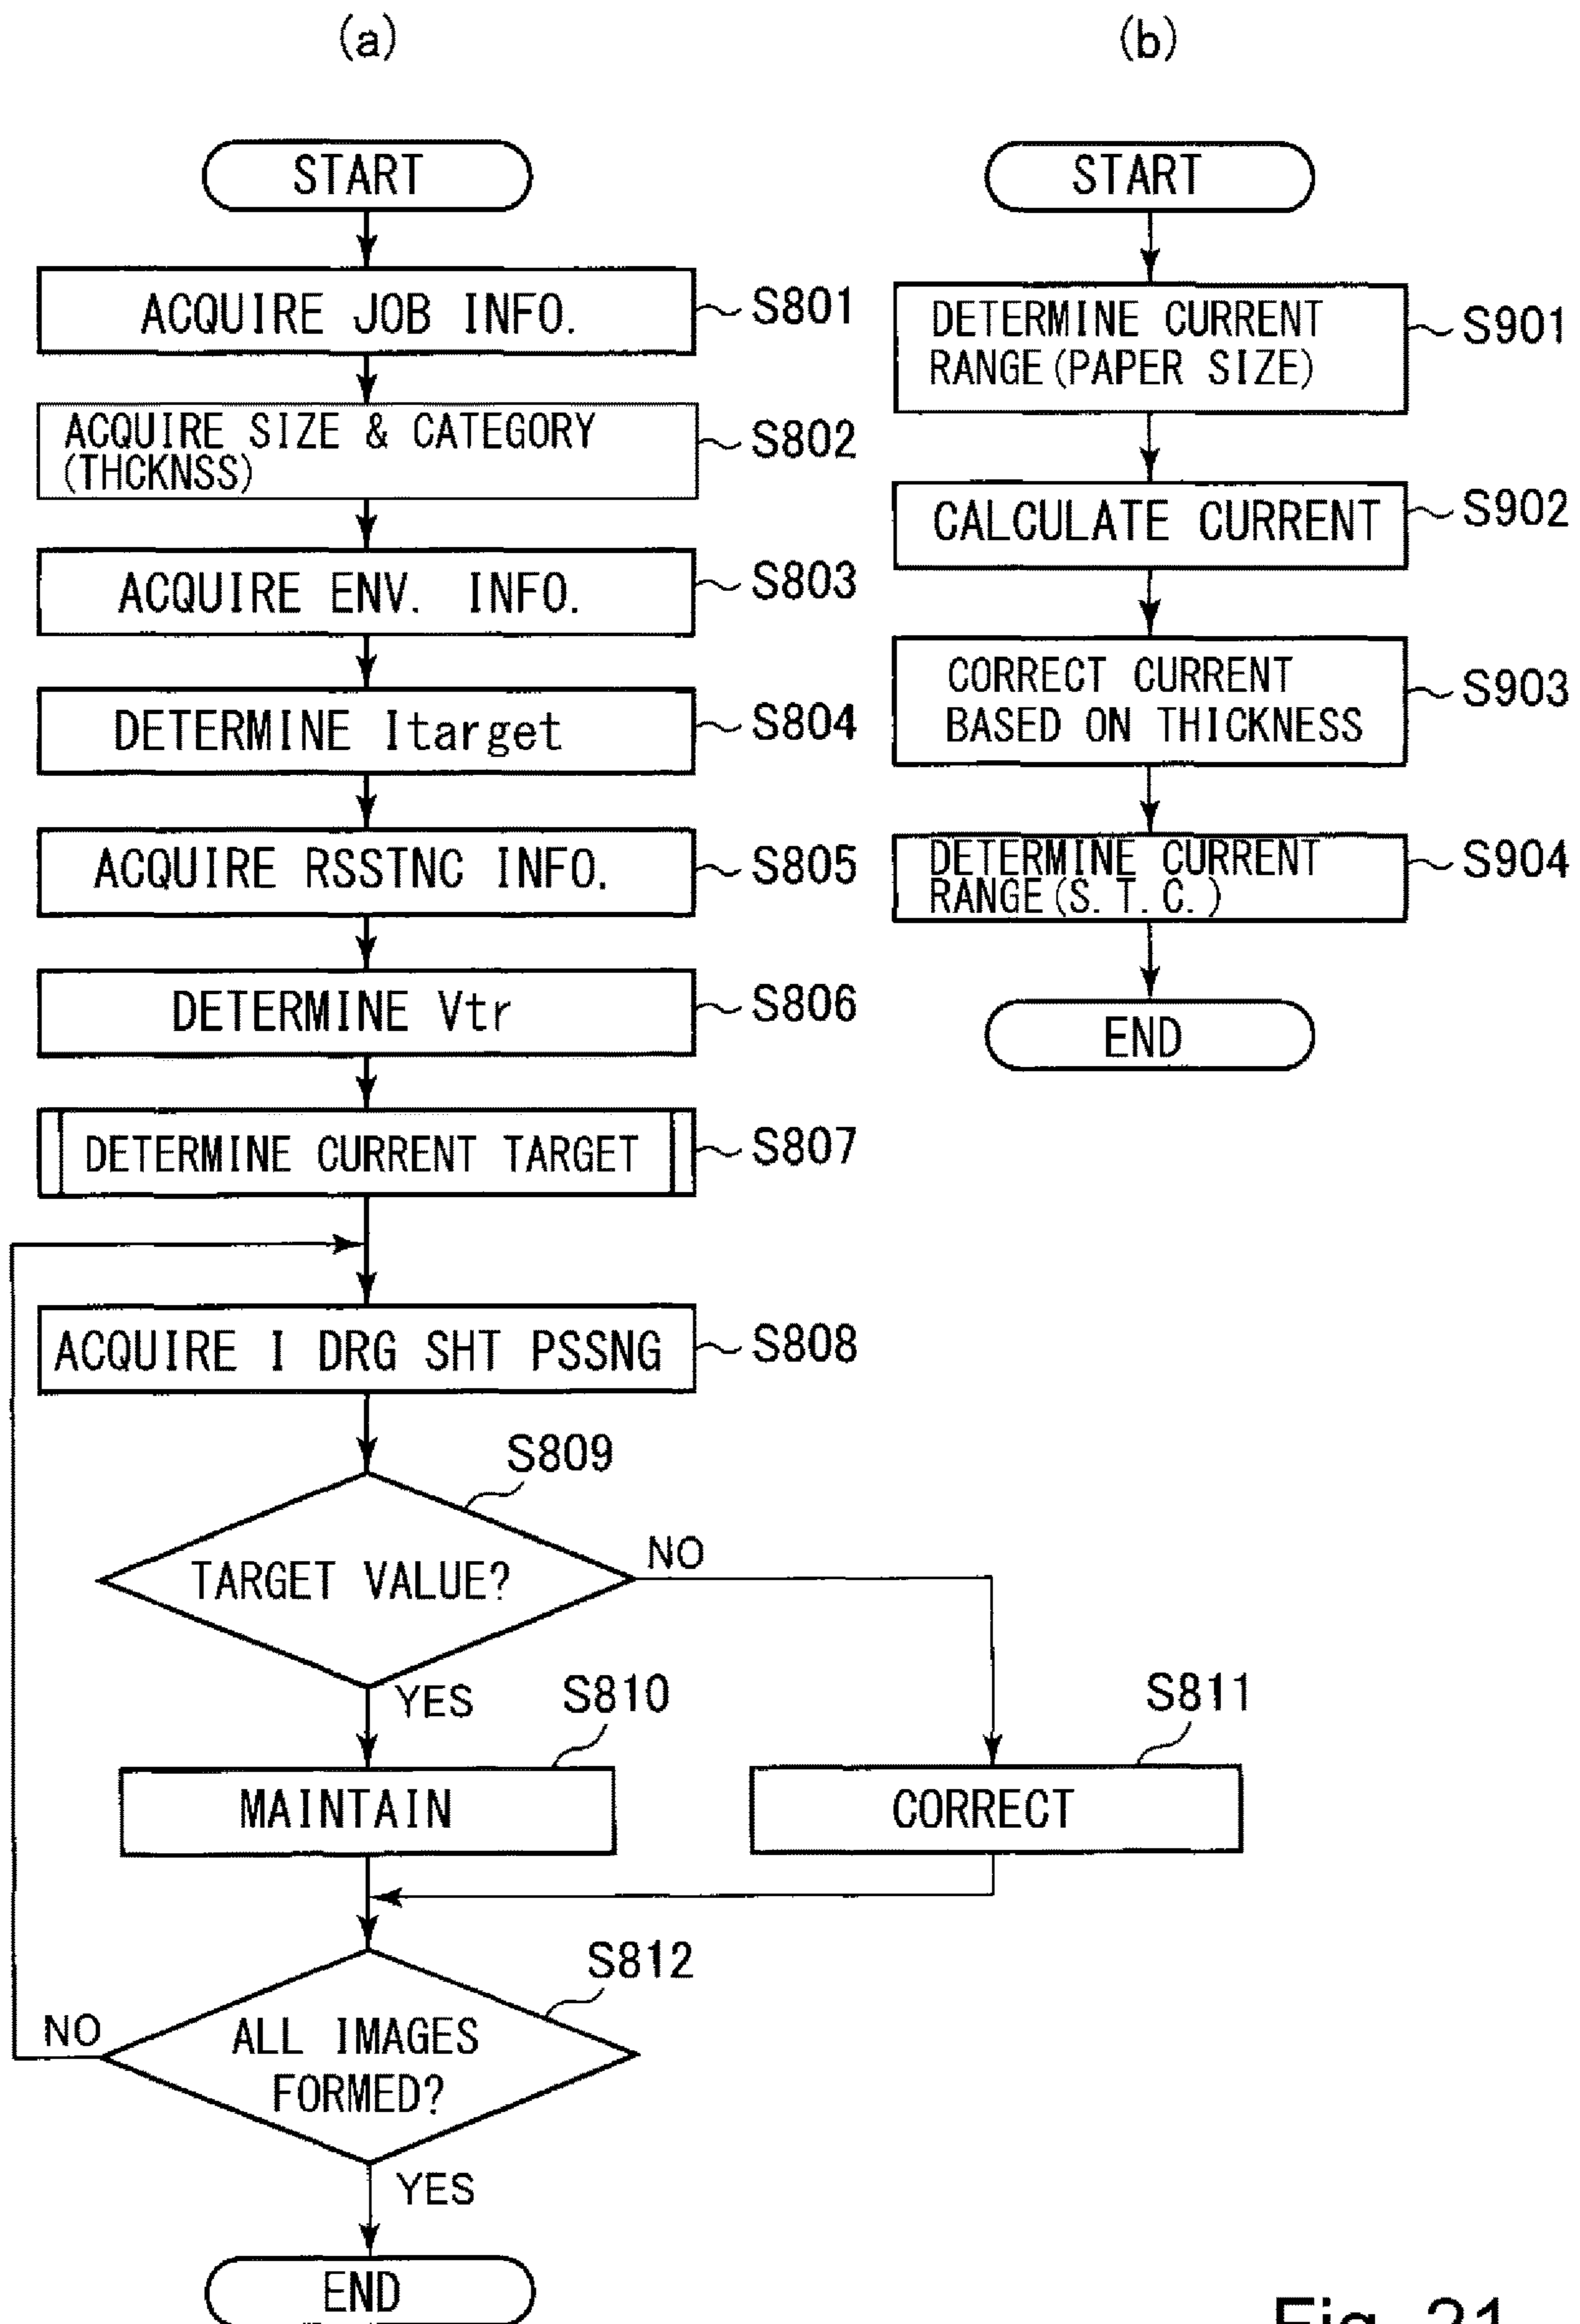 (a)
START
ACQUIRE JOB INFO.
S801
ACQUIRE SIZE & CATEGORY
(THCKNSS)
S802
ACQUIRE ENV. INFO.
S803
DETERMINE Itarget
S804
ACQUIRE RSSTNC INFO.
S805
DETERMINE Vtr
S806
DETERMINE CURRENT TARGET
S807
ACQUIRE I DRG SHT PSSNG
S808
S809
TARGET VALUE?
NO
YES
S810
MAINTAIN
S811
CORRECT
S812
ALL IMAGES
FORMED?
NO
YES
END
(b)
START
DETERMINE CURRENT
RANGE(PAPER SIZE)
S901
CALCULATE CURRENT
S902
CORRECT CURRENT
BASED ON THICKNESS
S903
DETERMINE CURRENT
RANGE(S.T.C.)
S904
END
Fig. 21